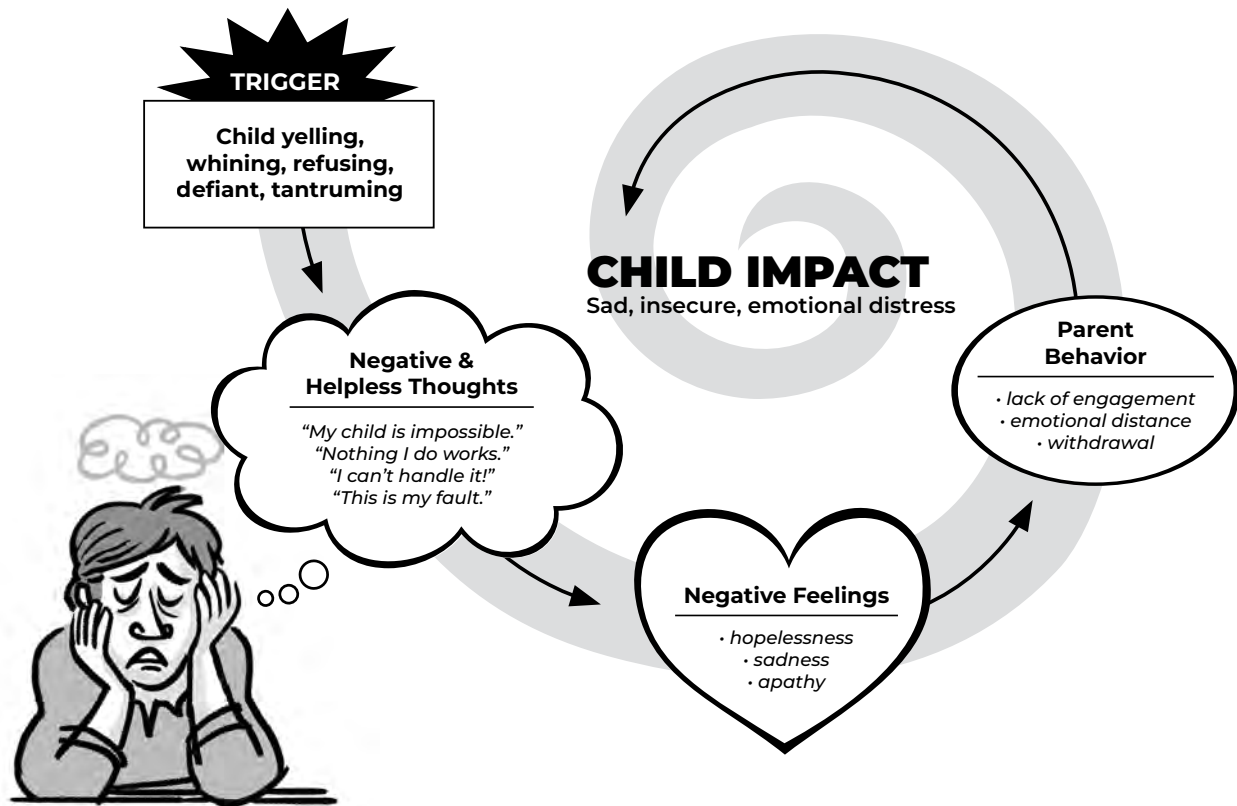 TRIGGER
Child yelling,
whining, refusing,
defiant, tantruming
Negative &
Helpless Thoughts
“My child is impossible.”
“Nothing I do works.”
“I can’t handle it!”
“This is my fault.”
Negative Feelings
• hopelessness
• sadness
• apathy
Parent
Behavior
• lack of engagement
• emotional distance
• withdrawal
CHILD IMPACT
Sad, insecure, emotional distress